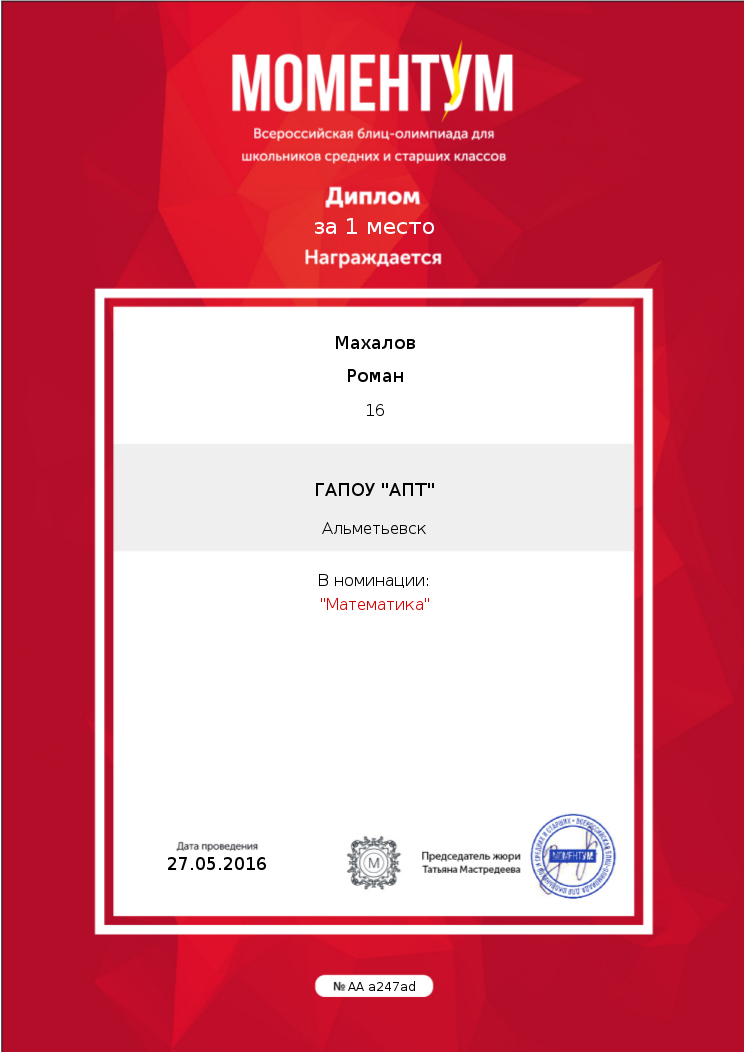 МОМЕНТУМ
Всероссийская блиц-олимпиада для
школьников средних и старших классов
Диплом
за 1 место
Награждается
Махалов
Роман
16
ГАПОУ "АПТ"
Альметьевск
В номинации:
"Математика"
Дата проведения
27.05.2016
М
Председатель жюри
Татьяна Мастредеева
МОМЕНТУМ
№ АА a247ad